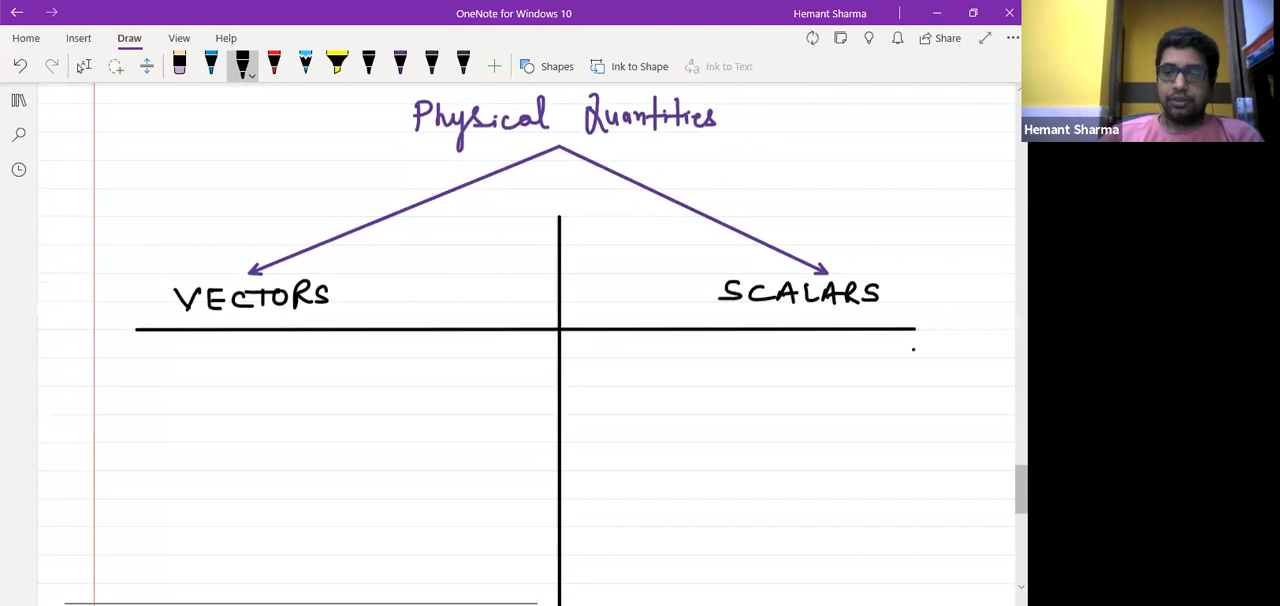 OneNote for Windows 10
Hemant Sharma
Home Insert Draw View Help
Share
Shapes Ink to Shape Ink to Text
Hemant Sharma
Physical Quantities
VECTORS SCALARS